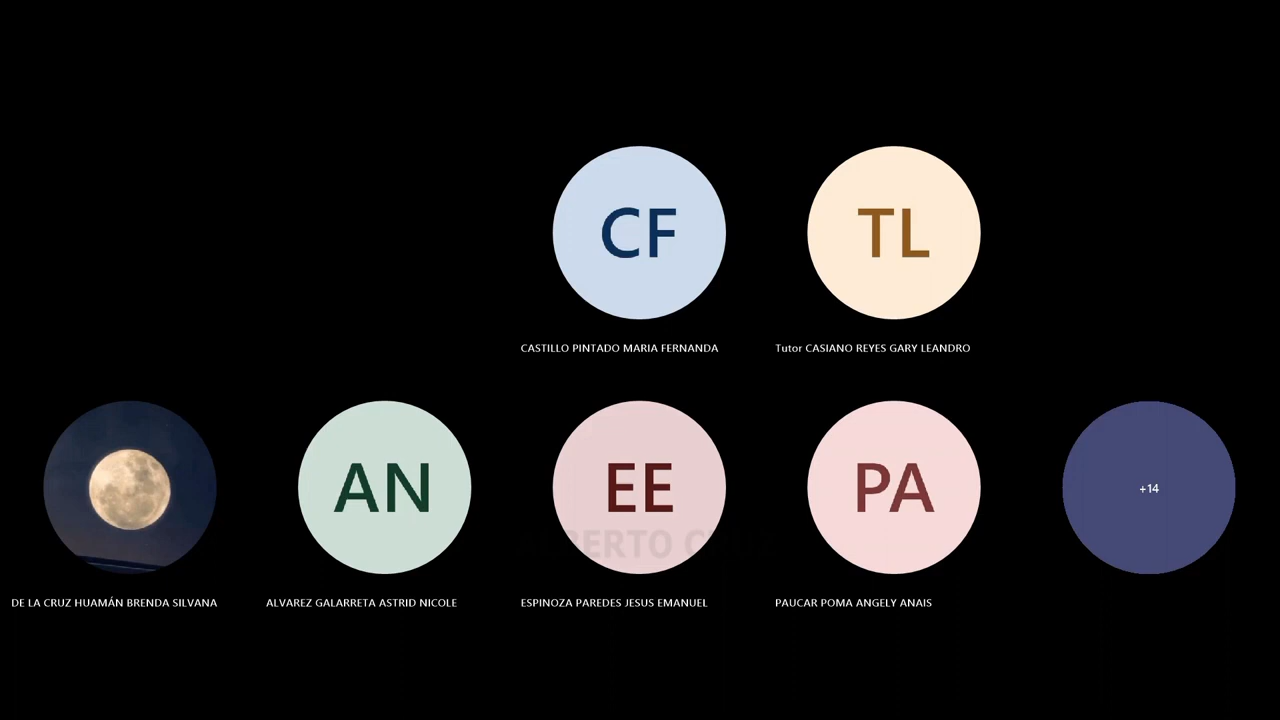 CF
TL
CASTILLO PINTADO MARIA FERNANDA
Tutor CASIANO REYES GARY LEANDRO
AN
EE
PA
+14
DE LA CRUZ HUAMÁN BRENDA SILVANA
ALVAREZ GALARRETA ASTRID NICOLE
ESPINOZA PAREDES JESUS EMANUEL
PAUCAR POMA ANGELY ANAIS